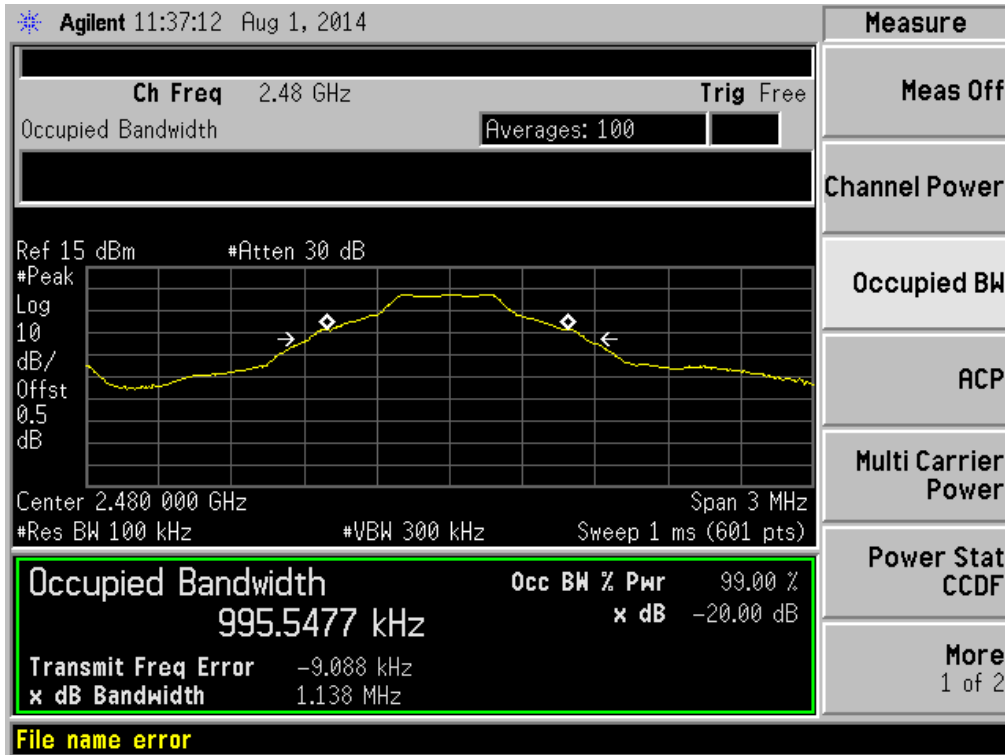 Agilent 11:37:12 Aug 1, 2014
Measure
Ch Freq 2.48 GHz Trig Free
Occupied Bandwidth Averages: 100
Ref 15 dBm #Atten 30 dB
#Peak
Log
10
dB/
Offst
0.5
dB
Center 2.480 000 GHz Span 3 MHz
#Res BW 100 kHz #VBW 300 kHz Sweep 1 ms (601 pts)
Occupied Bandwidth
995.5477 kHz
Occ BW % Pwr 99.00 %
x dB -20.00 dB
Transmit Freq Error -9.088 kHz
x dB Bandwidth 1.138 MHz
File name error
Meas Off
Channel Power
Occupied BW
ACP
Multi Carrier
Power
Power Stat
CCDF
More
1 of 2